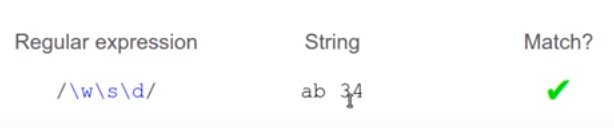 Regular expression String Match?
/\w\s\d/ ab 34 ✔